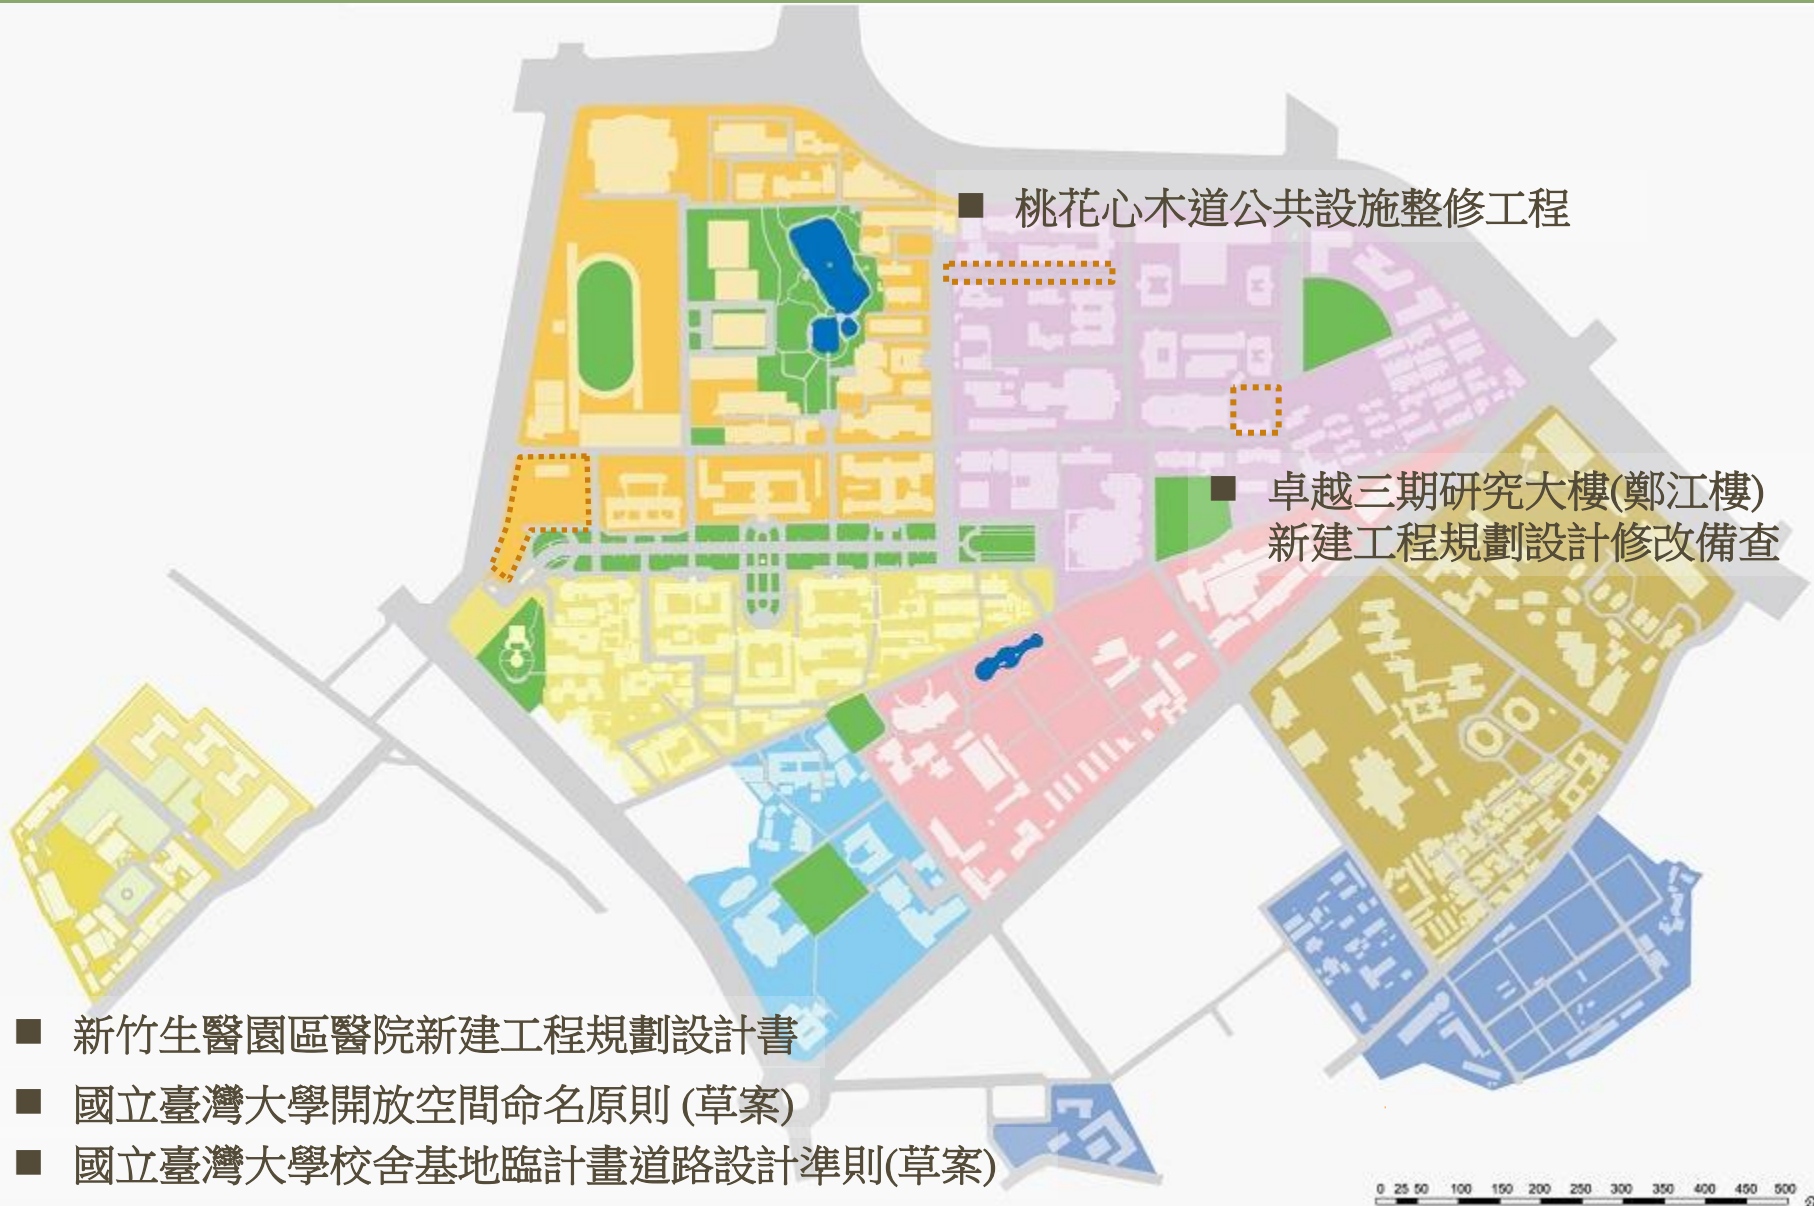 ■ 桃花心木道公共設施整修工程
■ 卓越三期研究大樓(鄭江樓)
新建工程規劃設計修改備查
■ 新竹生醫園區醫院新建工程規劃設計書
■ 國立臺灣大學開放空間命名原則 (草案)
■ 國立臺灣大學校舍基地臨計畫道路設計準則(草案)
0 25 50 100 150 200 250 300 350 400 450 500